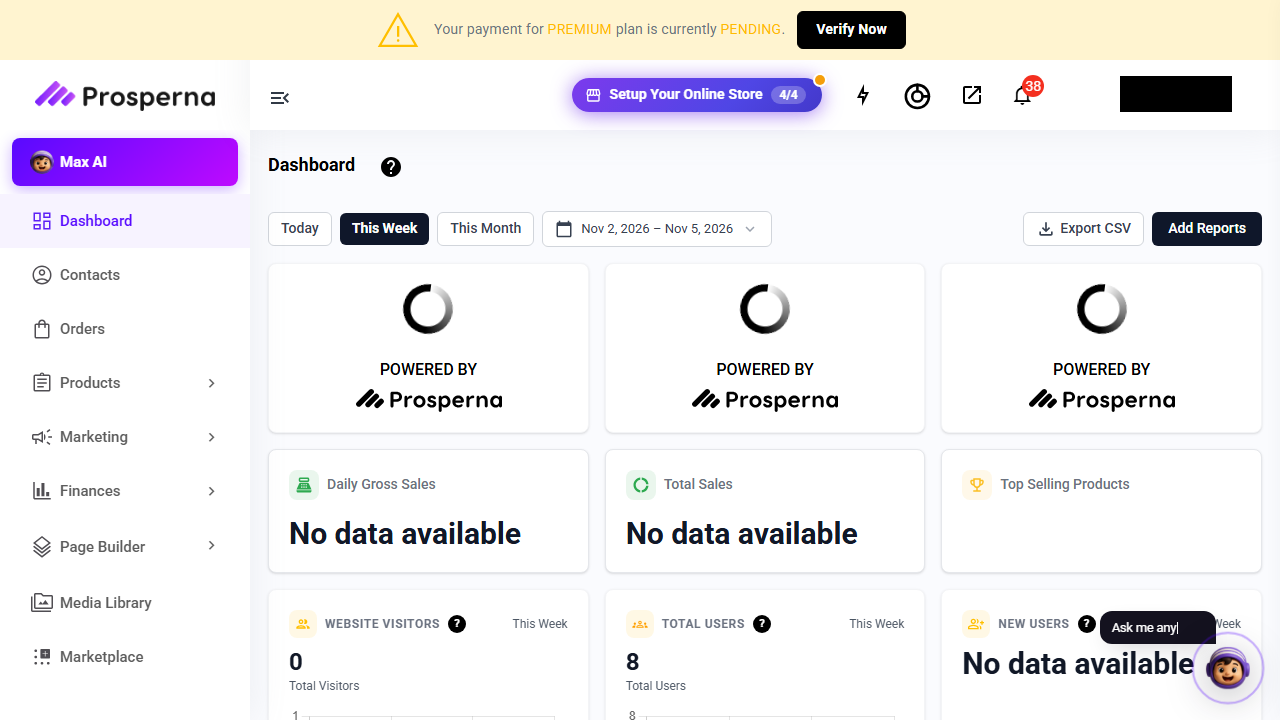 Your payment for PREMIUM plan is currently PENDING.
Verify Now
Prosperna
Setup Your Online Store 4/4
38
Max AI
Dashboard
Contacts
Orders
Products
Marketing
Finances
Page Builder
Media Library
Marketplace
Dashboard ?
Today
This Week
This Month
Nov 2, 2026 – Nov 5, 2026
Export CSV
Add Reports
POWERED BY
Prosperna
POWERED BY
Prosperna
POWERED BY
Prosperna
Daily Gross Sales
No data available
Total Sales
No data available
Top Selling Products
WEBSITE VISITORS ?
This Week
0
Total Visitors
1
TOTAL USERS ?
This Week
8
Total Users
8
NEW USERS ?
Week
No data available
Ask me any